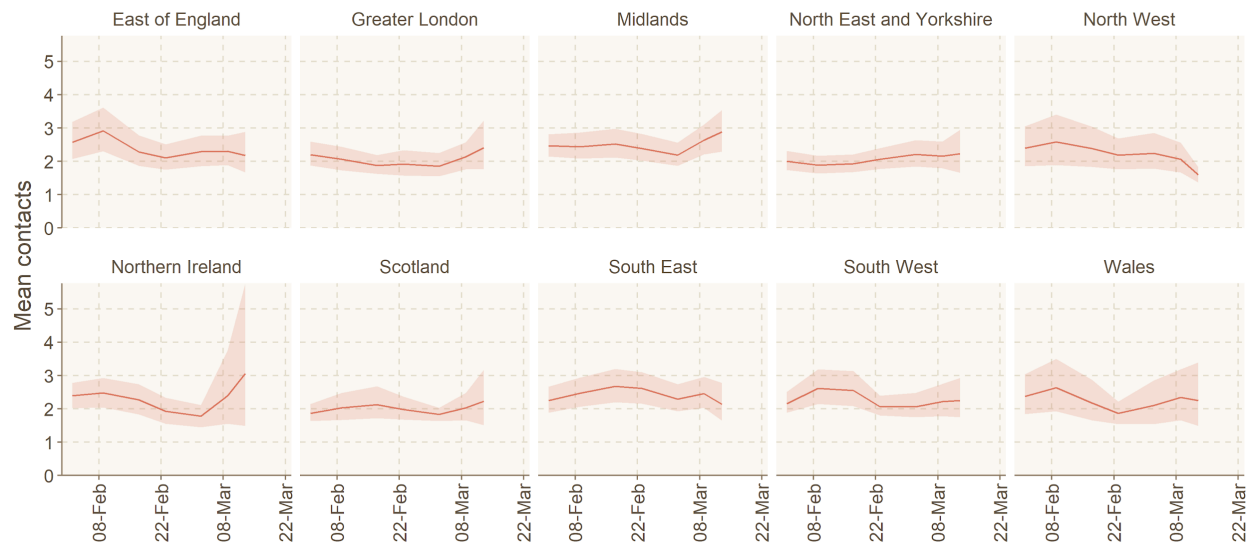 East of England
Greater London
Midlands
North East and Yorkshire
North West
5
4
3
2
1
0
Mean contacts
Northern Ireland
Scotland
South East
South West
Wales
5
4
3
2
1
0
08-Feb
22-Feb
08-Mar
22-Mar
08-Feb
22-Feb
08-Mar
22-Mar
08-Feb
22-Feb
08-Mar
22-Mar
08-Feb
22-Feb
08-Mar
22-Mar
08-Feb
22-Feb
08-Mar
22-Mar